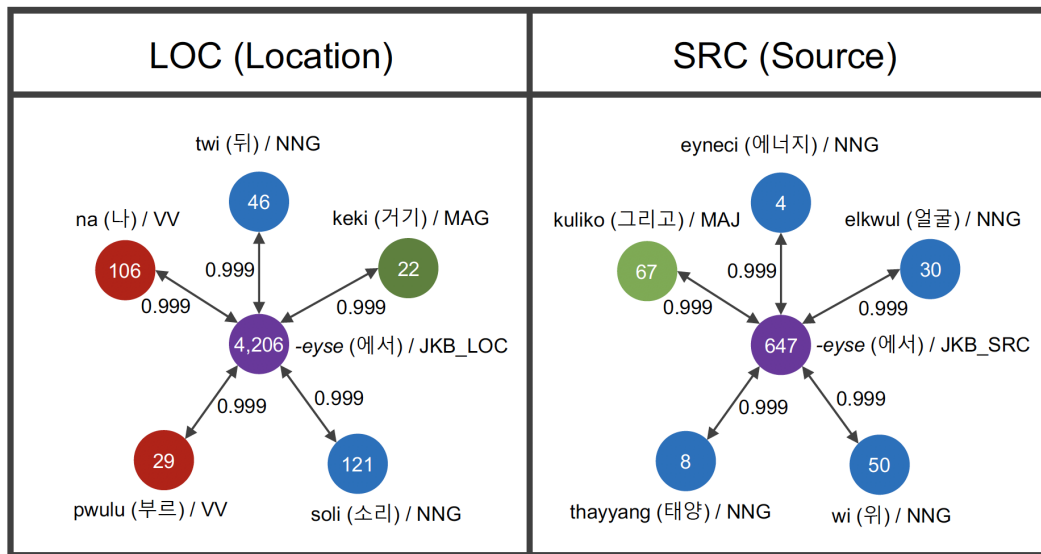 LOC (Location)
twi (뒤) / NNG
46
na (나) / VV
keki (거기) / MAG
106
22
0.999
0.999
0.999
4,206
-eyse (에서) / JKB_LOC
0.999
0.999
29
121
pwulu (부르) / VV
soli (소리) / NNG
SRC (Source)
eyneci (에너지) / NNG
4
kuliko (그리고) / MAJ
elkwul (얼굴) / NNG
67
30
0.999
0.999
0.999
647
-eyse (에서) / JKB_SRC
0.999
0.999
8
50
thayyang (태양) / NNG
wi (위) / NNG